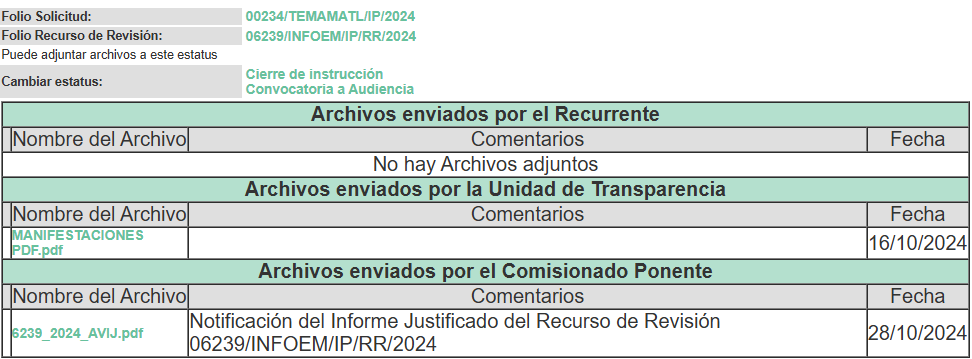 Folio Solicitud: 00234/TEMAMATL/IP/2024
Folio Recurso de Revisión: 06239/INFOEM/IP/RR/2024
Puede adjuntar archivos a este estatus
Cambiar estatus: Cierre de instrucción
Convocatoria a Audiencia
Archivos enviados por el Recurrente
Nombre del Archivo Comentarios Fecha
No hay Archivos adjuntos
Archivos enviados por la Unidad de Transparencia
Nombre del Archivo Comentarios Fecha
MANIFESTACIONES
PDF.pdf 16/10/2024
Archivos enviados por el Comisionado Ponente
Nombre del Archivo Comentarios Fecha
6239_2024_AVIJ.pdf Notificación del Informe Justificado del Recurso de Revisión
06239/INFOEM/IP/RR/2024 28/10/2024